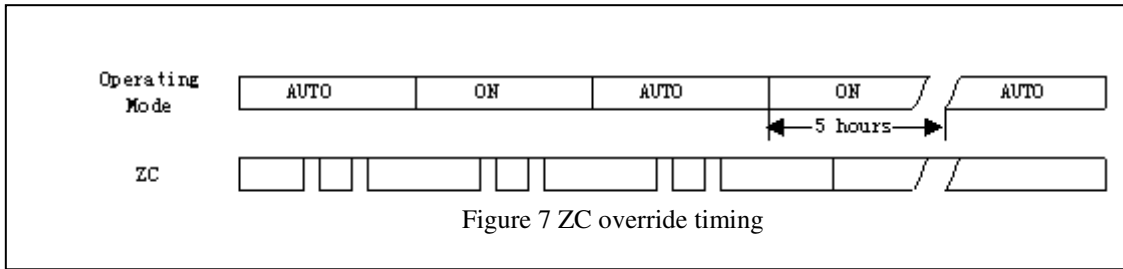 Operating
Mode
AUTO ON AUTO ON AUTO
5 hours
ZC
Figure 7 ZC override timing